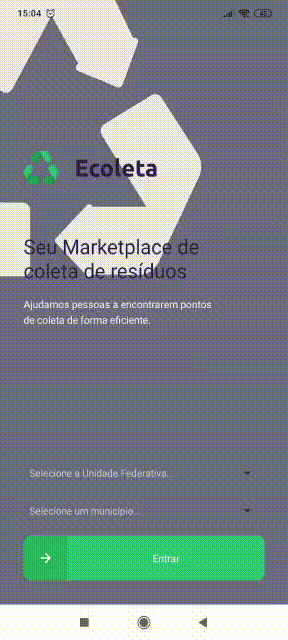 15:04
42
Ecoleta
Seu Marketplace de
coleta de resíduos
Ajudamos pessoas a encontrarem pontos
de coleta de forma eficiente.
Selecione a Unidade Federativa...
Selecione um município...
Entrar